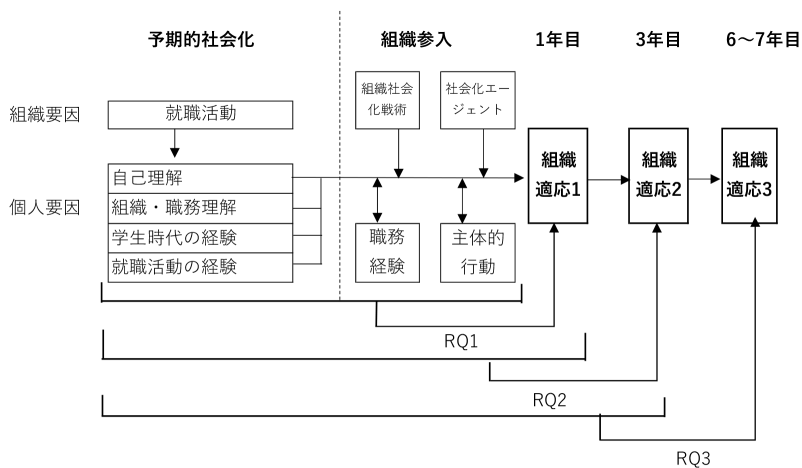 予期的社会化
組織参入
1年目
3年目
6～7年目
組織要因
就職活動
組織社会
化戦術
社会化エー
ジェント
個人要因
自己理解
組織・職務理解
学生時代の経験
就職活動の経験
職務
経験
主体的
行動
組織
適応1
組織
適応2
組織
適応3
RQ1
RQ2
RQ3